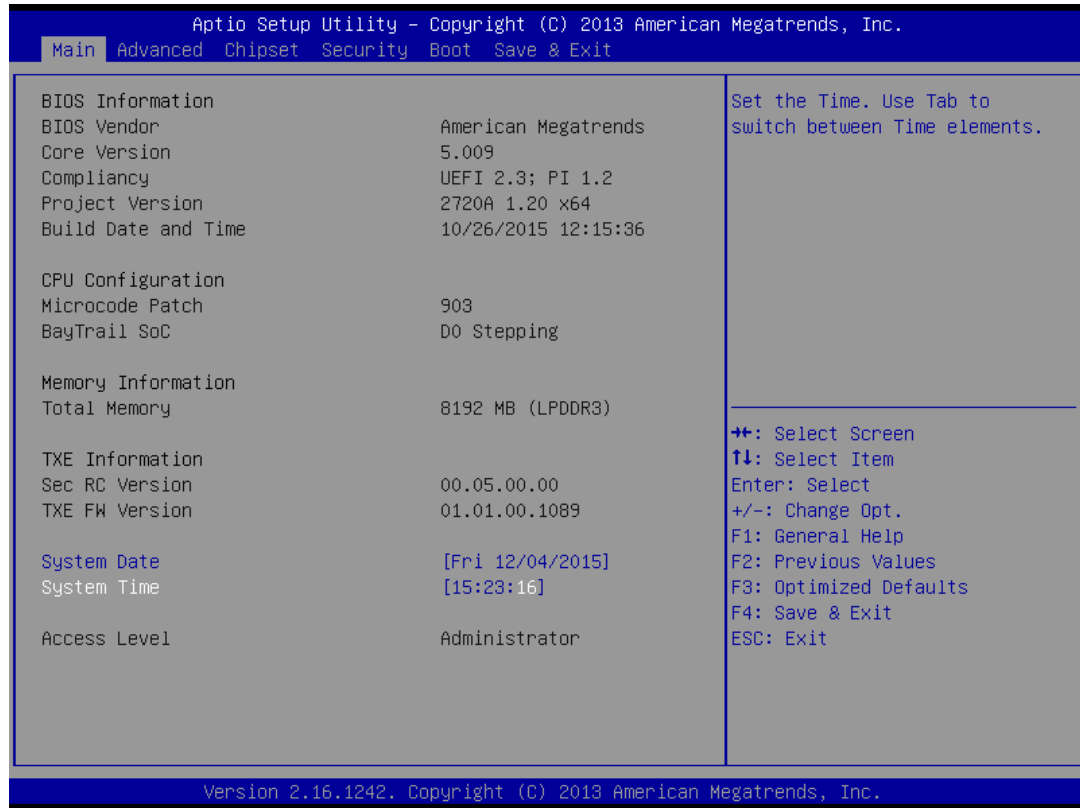 Aptio Setup Utility – Copyright (C) 2013 American Megatrends, Inc.
Main Advanced Chipset Security Boot Save & Exit
BIOS Information
BIOS Vendor American Megatrends
Core Version 5.009
Compliancy UEFI 2.3; PI 1.2
Project Version 2720A 1.20 x64
Build Date and Time 10/26/2015 12:15:36
CPU Configuration
Microcode Patch 903
BayTrail SoC D0 Stepping
Memory Information
Total Memory 8192 MB (LPDDR3)
TXE Information
Sec RC Version 00.05.00.00
TXE FW Version 01.01.00.1089
System Date [Fri 12/04/2015]
System Time [15:23:16]
Access Level Administrator
Set the Time. Use Tab to
switch between Time elements.
→←: Select Screen
↑↓: Select Item
Enter: Select
+/-: Change Opt.
F1: General Help
F2: Previous Values
F3: Optimized Defaults
F4: Save & Exit
ESC: Exit
Version 2.16.1242. Copyright (C) 2013 American Megatrends, Inc.